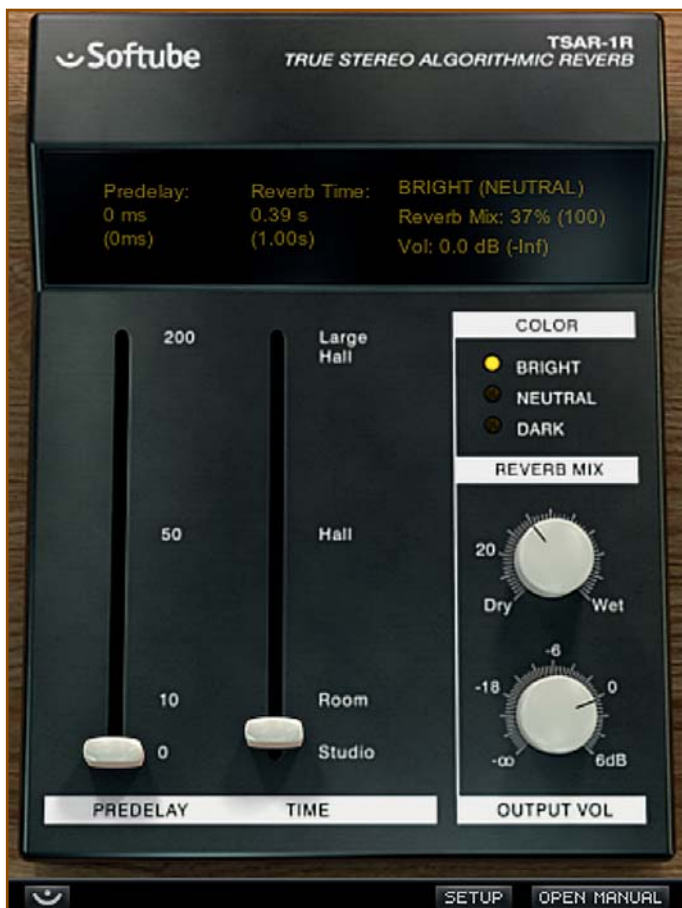 Softube
TSAR-1R
TRUE STEREO ALGORITHMIC REVERB
Predelay:
0 ms
(0ms)
Reverb Time:
0.39 s
(1.00s)
BRIGHT (NEUTRAL)
Reverb Mix: 37% (100)
Vol: 0.0 dB (-Inf)
200
50
10
0
PREDELAY
Large
Hall
Hall
Room
Studio
TIME
COLOR
BRIGHT
NEUTRAL
DARK
REVERB MIX
20
Dry
Wet
-6
-18
0
-∞
6dB
OUTPUT VOL
SETUP
OPEN MANUAL